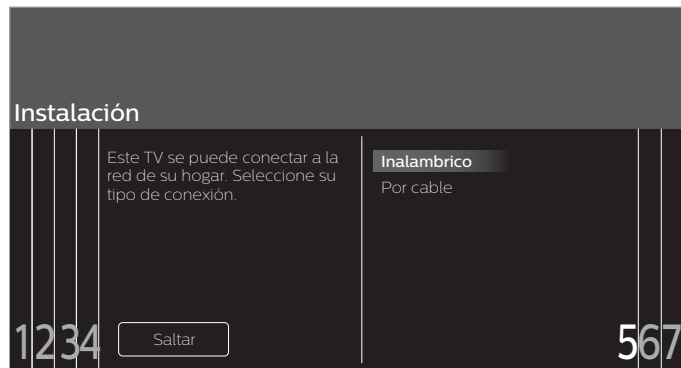 Instalación
Este TV se puede conectar a la
red de su hogar. Seleccione su
tipo de conexión.
Inalambrico
Por cable
Saltar
1234
567